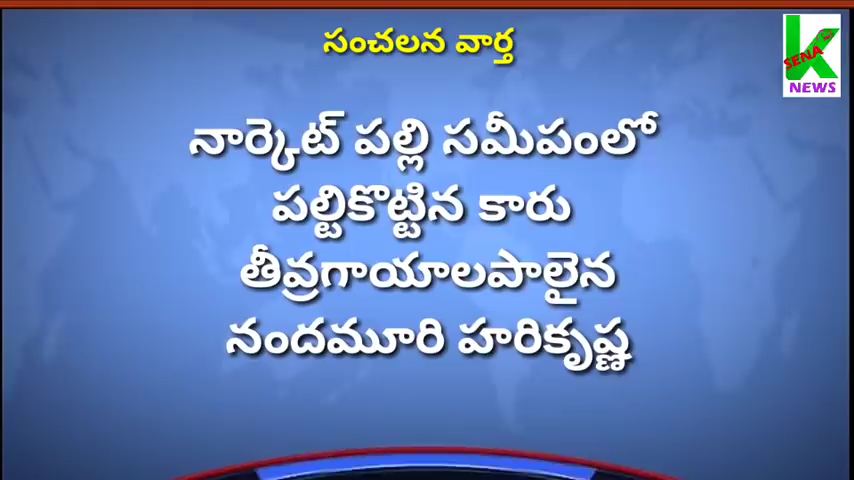 సంచలన వార్త
K
SENA
NEWS
నార్కెట్ పల్లి సమీపంలో
పల్టికొట్టిన కారు
తీవ్రగాయాలపాలైన
నందమూరి హరికృష్ణ